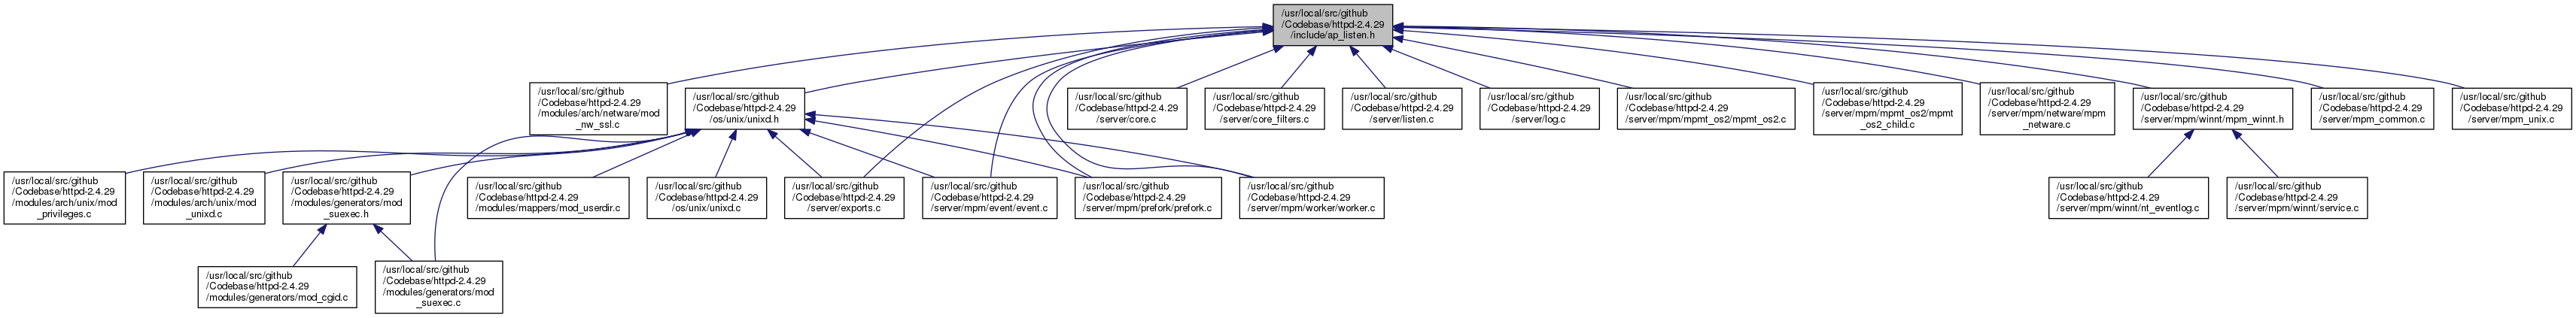 /usr/local/src/github
/Codebase/httpd-2.4.29
/include/ap_listen.h
/usr/local/src/github
/Codebase/httpd-2.4.29
/modules/arch/netware/mod
_nw_ssl.c
/usr/local/src/github
/Codebase/httpd-2.4.29
/os/unix/unixd.h
/usr/local/src/github
/Codebase/httpd-2.4.29
/server/core.c
/usr/local/src/github
/Codebase/httpd-2.4.29
/server/core_filters.c
/usr/local/src/github
/Codebase/httpd-2.4.29
/server/listen.c
/usr/local/src/github
/Codebase/httpd-2.4.29
/server/log.c
/usr/local/src/github
/Codebase/httpd-2.4.29
/server/mpm/mpmt_os2/mpmt_os2.c
/usr/local/src/github
/Codebase/httpd-2.4.29
/server/mpm/mpmt_os2/mpmt
_os2_child.c
/usr/local/src/github
/Codebase/httpd-2.4.29
/server/mpm/netware/mpm
_netware.c
/usr/local/src/github
/Codebase/httpd-2.4.29
/server/mpm/winnt/mpm_winnt.h
/usr/local/src/github
/Codebase/httpd-2.4.29
/server/mpm_common.c
/usr/local/src/github
/Codebase/httpd-2.4.29
/server/mpm_unix.c
/usr/local/src/github
/Codebase/httpd-2.4.29
/modules/arch/unix/mod
_privileges.c
/usr/local/src/github
/Codebase/httpd-2.4.29
/modules/arch/unix/mod
_unixd.c
/usr/local/src/github
/Codebase/httpd-2.4.29
/modules/generators/mod
_suexec.h
/usr/local/src/github
/Codebase/httpd-2.4.29
/modules/mappers/mod_userdir.c
/usr/local/src/github
/Codebase/httpd-2.4.29
/os/unix/unixd.c
/usr/local/src/github
/Codebase/httpd-2.4.29
/server/exports.c
/usr/local/src/github
/Codebase/httpd-2.4.29
/server/mpm/event/event.c
/usr/local/src/github
/Codebase/httpd-2.4.29
/server/mpm/prefork/prefork.c
/usr/local/src/github
/Codebase/httpd-2.4.29
/server/mpm/worker/worker.c
/usr/local/src/github
/Codebase/httpd-2.4.29
/server/mpm/winnt/nt_eventlog.c
/usr/local/src/github
/Codebase/httpd-2.4.29
/server/mpm/winnt/service.c
/usr/local/src/github
/Codebase/httpd-2.4.29
/modules/generators/mod_cgid.c
/usr/local/src/github
/Codebase/httpd-2.4.29
/modules/generators/mod
_suexec.c